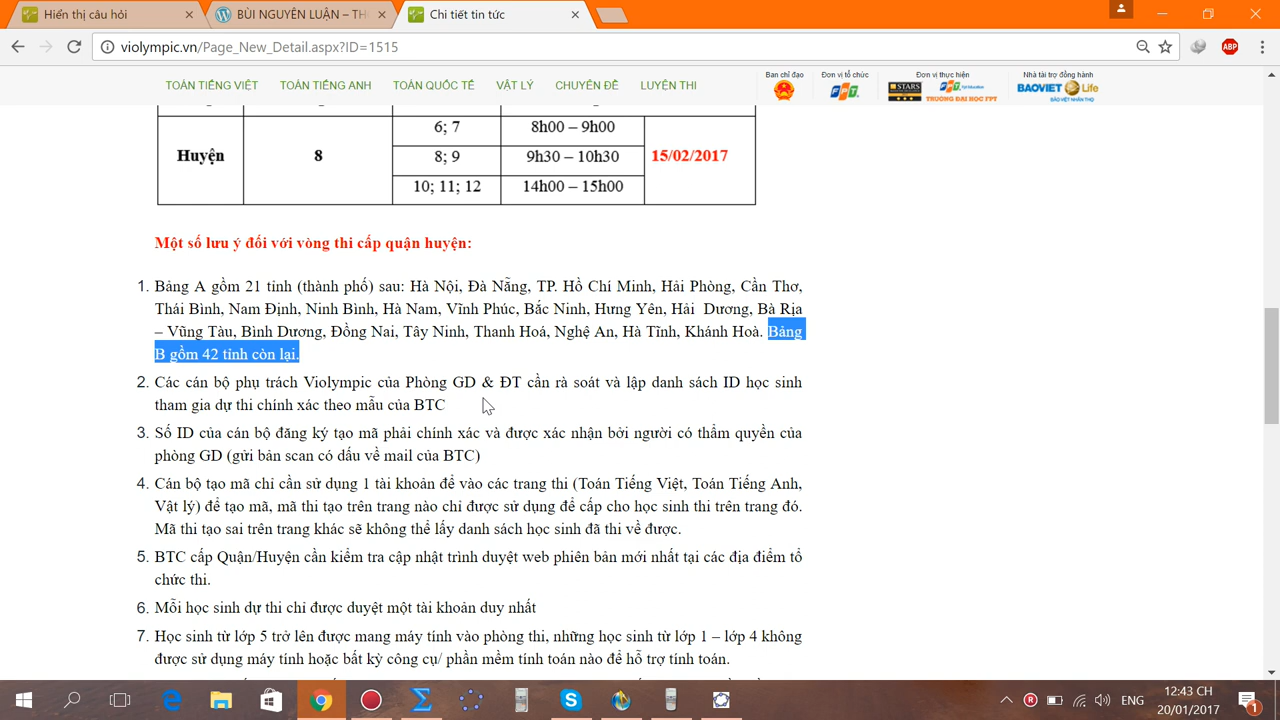 Hiển thị câu hỏi
BÙI NGUYÊN LUẬN – TH
Chi tiết tin tức
violympic.vn/Page_New_Detail.aspx?ID=1515
ABP
TOÁN TIẾNG VIỆT TOÁN TIẾNG ANH TOÁN QUỐC TẾ VẬT LÝ CHUYÊN ĐỀ LUYỆN THI
Ban chỉ đạo Đơn vị tổ chức Đơn vị thực hiện Nhà tài trợ đồng hành
FPT STARS FPT Education TRƯỜNG ĐẠI HỌC FPT BAOVIET Life
6; 7 8h00 – 9h00
Huyện 8 8; 9 9h30 – 10h30 15/02/2017
10; 11; 12 14h00 – 15h00
Một số lưu ý đối với vòng thi cấp quận huyện:
1. Bảng A gồm 21 tỉnh (thành phố) sau: Hà Nội, Đà Nẵng, TP. Hồ Chí Minh, Hải Phòng, Cần Thơ,
Thái Bình, Nam Định, Ninh Bình, Hà Nam, Vĩnh Phúc, Bắc Ninh, Hưng Yên, Hải Dương, Bà Rịa
– Vũng Tàu, Bình Dương, Đồng Nai, Tây Ninh, Thanh Hoá, Nghệ An, Hà Tĩnh, Khánh Hoà. Bảng
B gồm 42 tỉnh còn lại.
2. Các cán bộ phụ trách Violympic của Phòng GD & ĐT cần rà soát và lập danh sách ID học sinh
tham gia dự thi chính xác theo mẫu của BTC
3. Số ID của cán bộ đăng ký tạo mã phải chính xác và được xác nhận bởi người có thẩm quyền của
phòng GD (gửi bản scan có dấu về mail của BTC)
4. Cán bộ tạo mã chỉ cần sử dụng 1 tài khoản để vào các trang thi (Toán Tiếng Việt, Toán Tiếng Anh,
Vật lý) để tạo mã, mã thi tạo trên trang nào chỉ được sử dụng để cấp cho học sinh thi trên trang đó.
Mã thi tạo sai trên trang khác sẽ không thể lấy danh sách học sinh đã thi về được.
5. BTC cấp Quận/Huyện cần kiểm tra cập nhật trình duyệt web phiên bản mới nhất tại các địa điểm tổ
chức thi.
6. Mỗi học sinh dự thi chỉ được duyệt một tài khoản duy nhất
7. Học sinh từ lớp 5 trở lên được mang máy tính vào phòng thi, những học sinh từ lớp 1 – lớp 4 không
được sử dụng máy tính hoặc bất kỳ công cụ/ phần mềm tính toán nào để hỗ trợ tính toán.
ENG
12:43 CH
20/01/2017
1